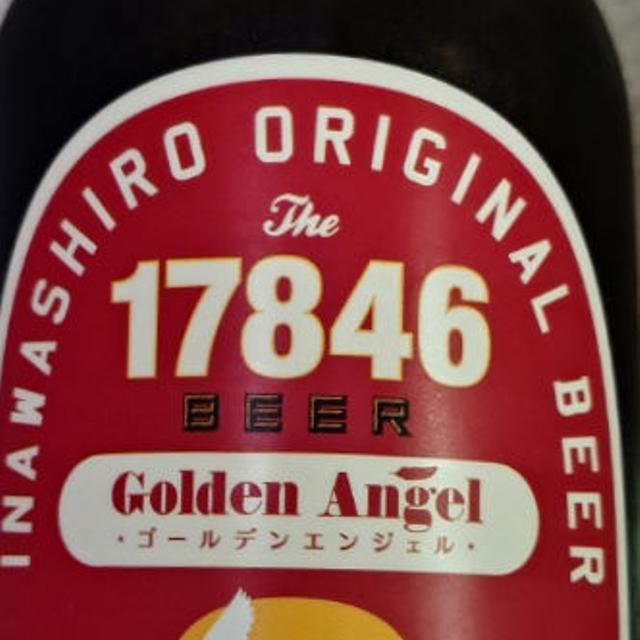 INAWASHIRO ORIGINAL BEER
The
17846
BEER
Golden Angel
・ゴールデンエンジェル・